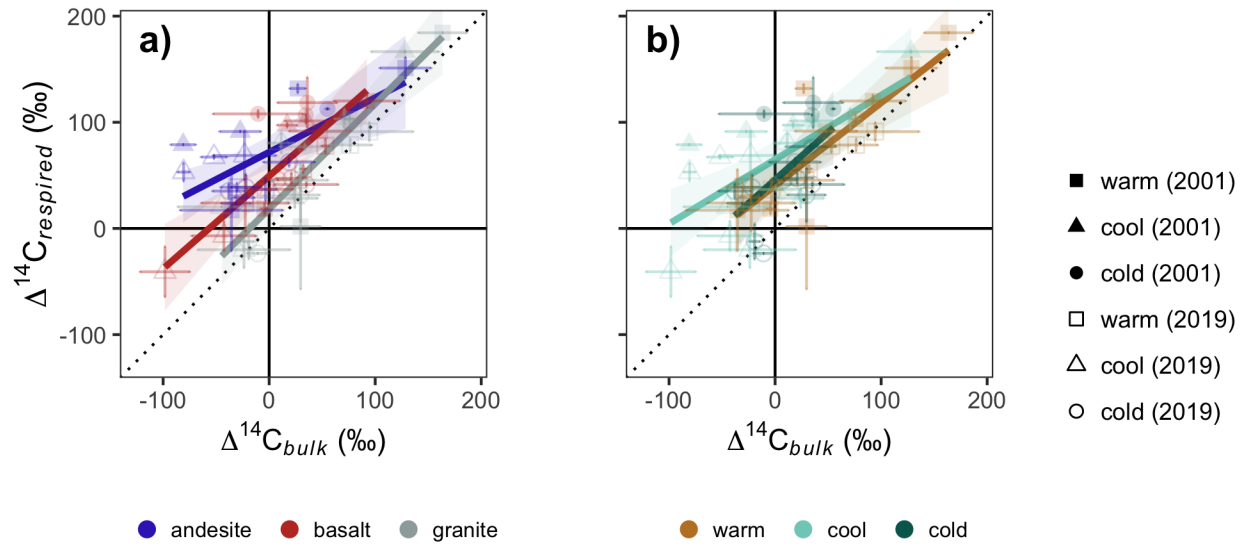 a)
b)
200
100
0
-100
Δ14Crespired (‰)
-100 0 100 200
-100 0 100 200
Δ14Cbulk (‰)
Δ14Cbulk (‰)
warm (2001)
cool (2001)
cold (2001)
warm (2019)
cool (2019)
cold (2019)
andesite basalt granite
warm cool cold